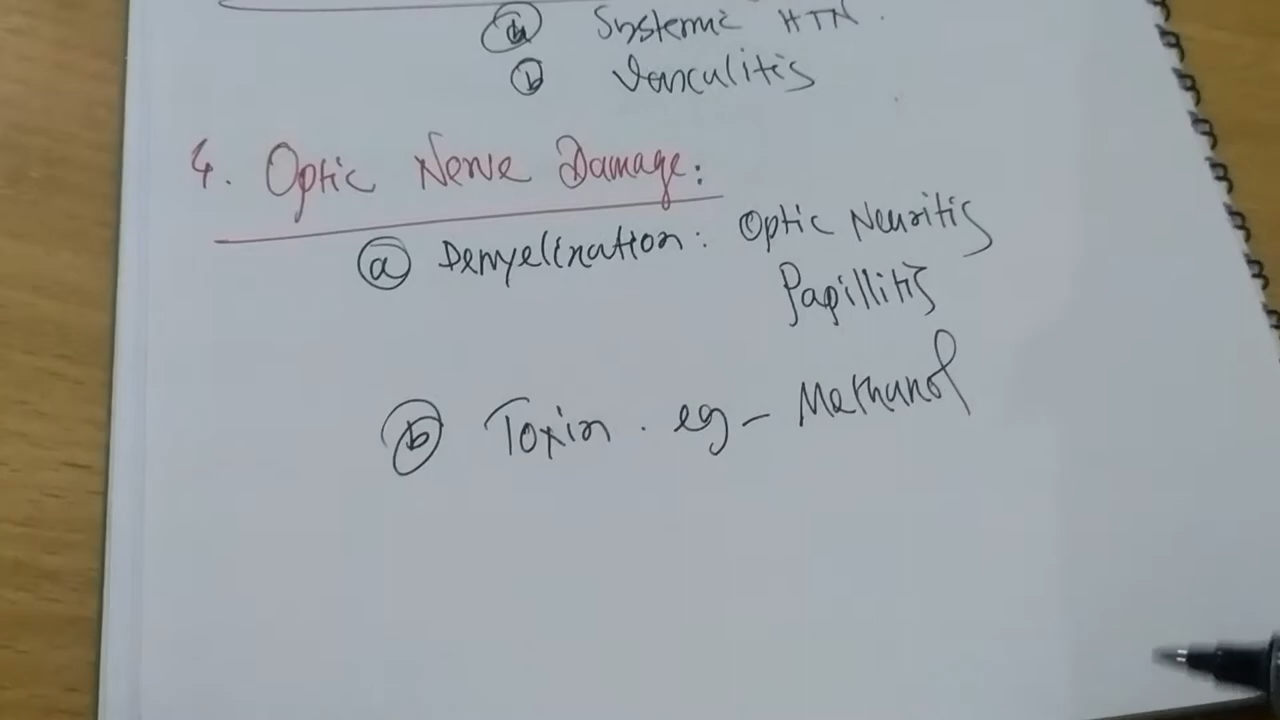 ⓐ Systemic HTN.
ⓑ Vasculitis
4. Optic Nerve Damage:
ⓐ Demyelination: Optic Neuritis
Papillitis
ⓑ Toxin. eg- Methanol